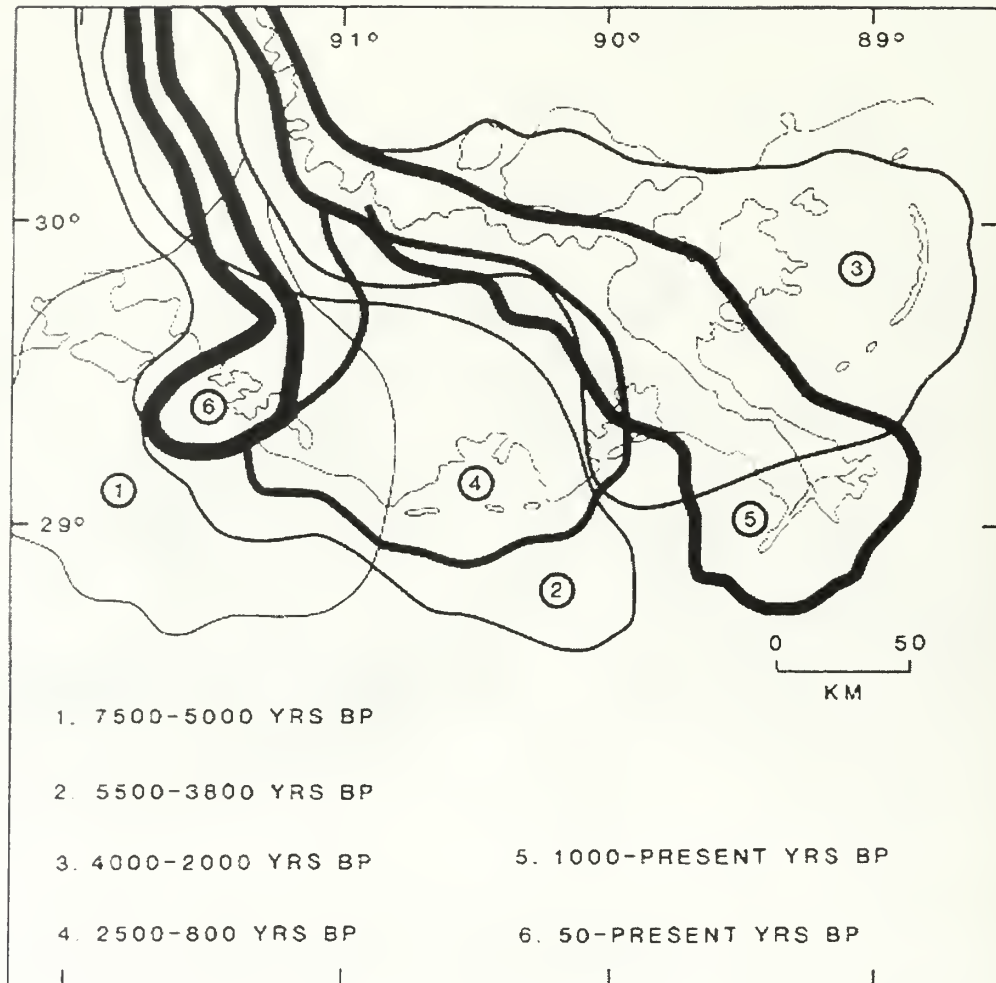 91° 90° 89°
30°
3
6
4
1
5
29°
2
0 50
KM
1. 7500-5000 YRS BP
2. 5500-3800 YRS BP
3. 4000-2000 YRS BP 5. 1000-PRESENT YRS BP
4. 2500-800 YRS BP 6. 50-PRESENT YRS BP